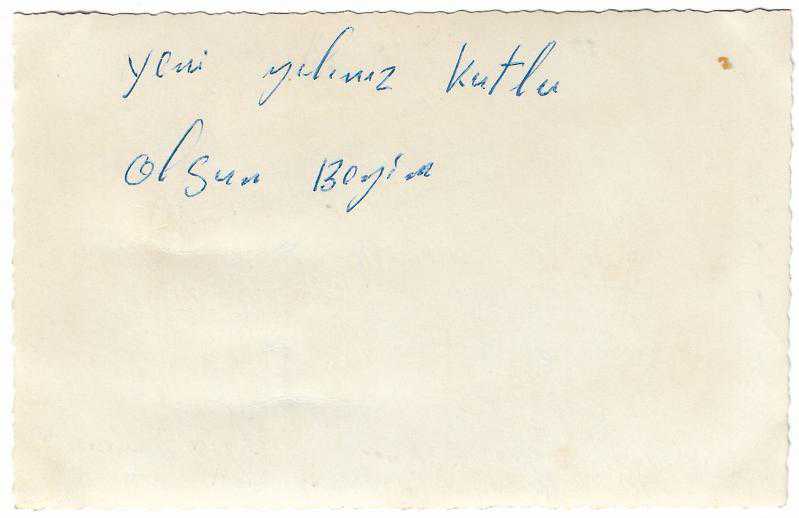 Yeni yılınız Kutlu
Olsun Beyim